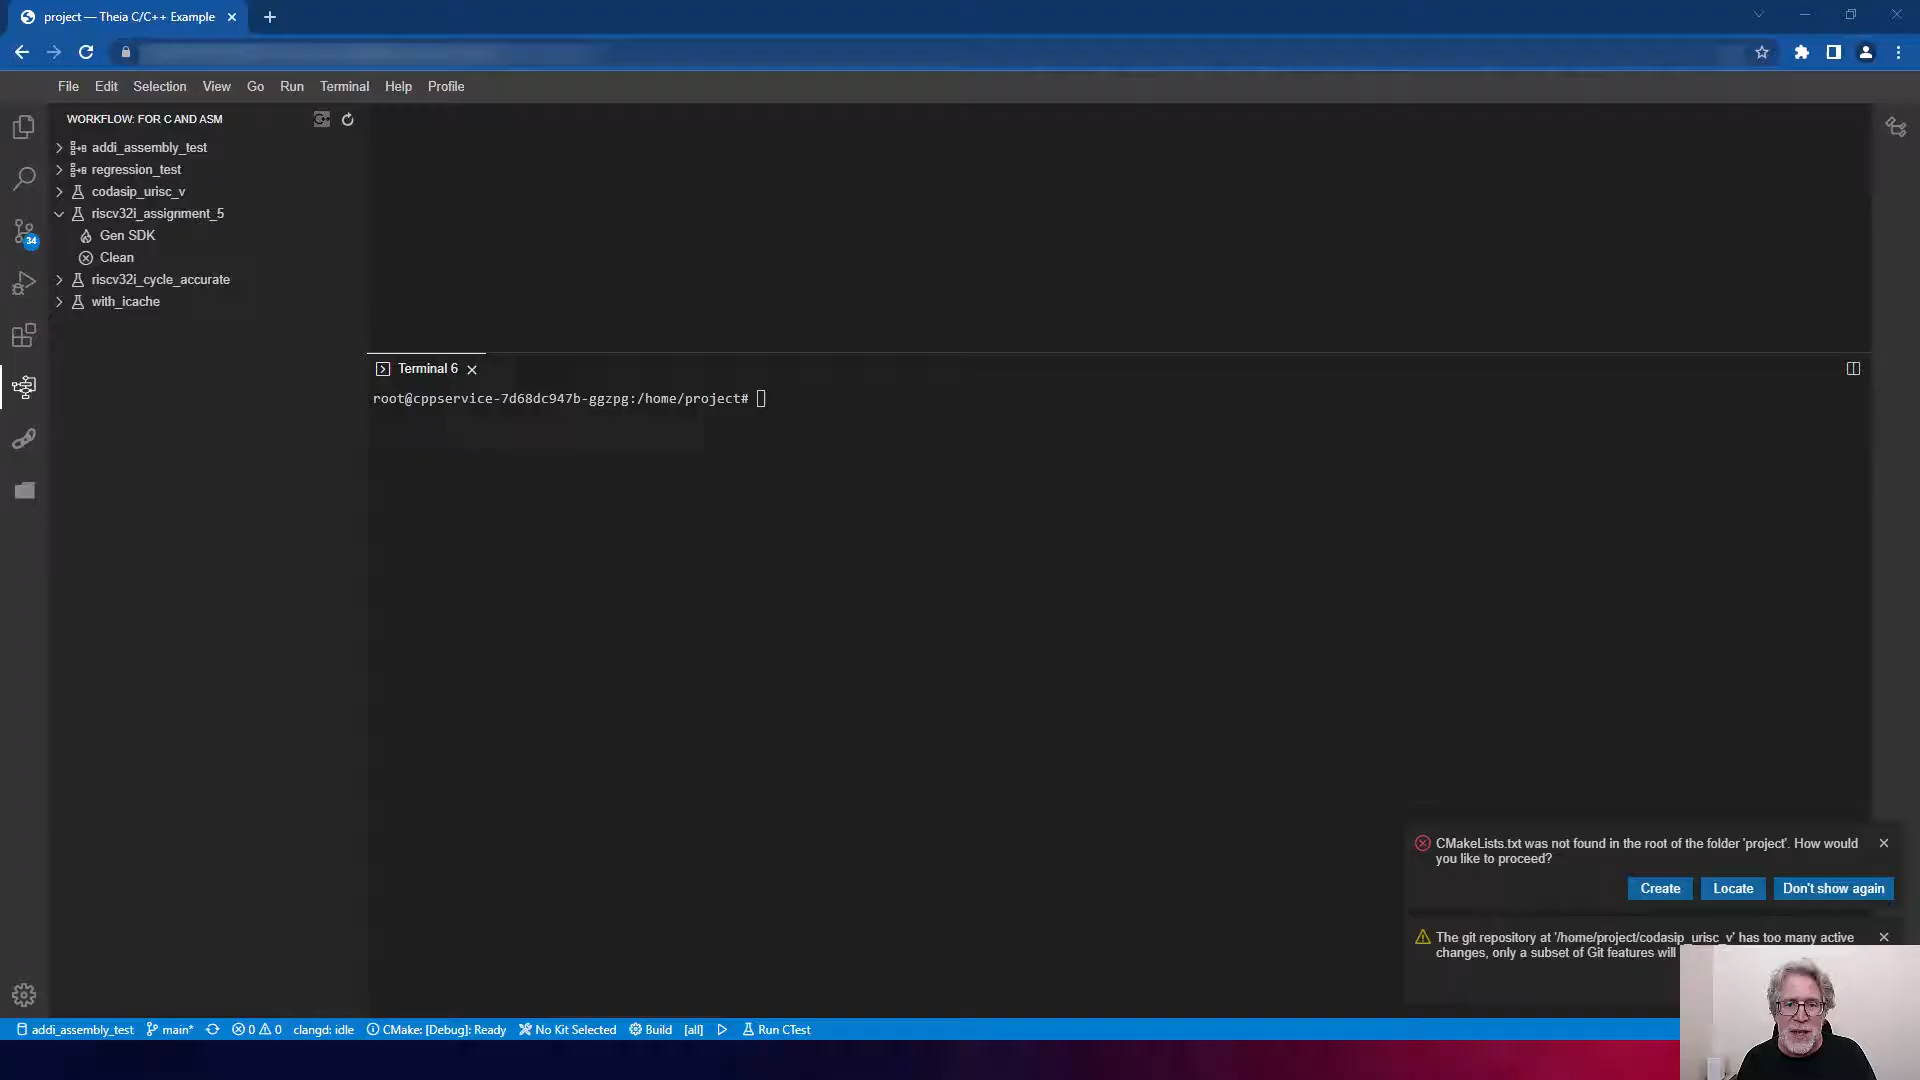 project — Theia C/C++ Example
File Edit Selection View Go Run Terminal Help Profile
WORKFLOW: FOR C AND ASM
addi_assembly_test
regression_test
codasip_urisc_v
riscv32i_assignment_5
Gen SDK
Clean
riscv32i_cycle_accurate
with_icache
34
Terminal 6
root@cppservice-7d68dc947b-ggzpg:/home/project#
CMakeLists.txt was not found in the root of the folder 'project'. How would
you like to proceed?
Create Locate Don't show again
The git repository at '/home/project/codasip_urisc_v' has too many active
changes, only a subset of Git features will
addi_assembly_test main* 0 0 clangd: idle CMake: [Debug]: Ready No Kit Selected Build [all] Run CTest